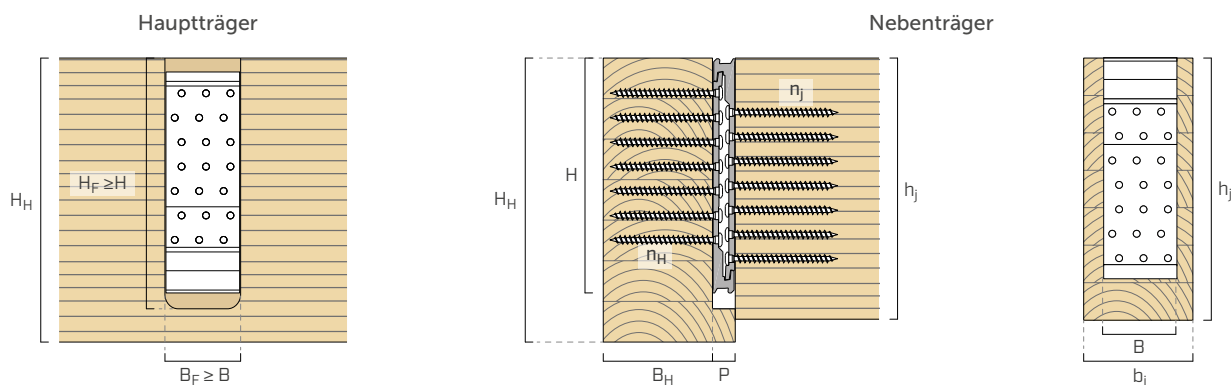 Hauptträger
Nebenträger
H_H
H_F ≥H
B_F ≥ B
H_H
H
n_H
n_j
h_j
B_H
P
h_j
B
b_j